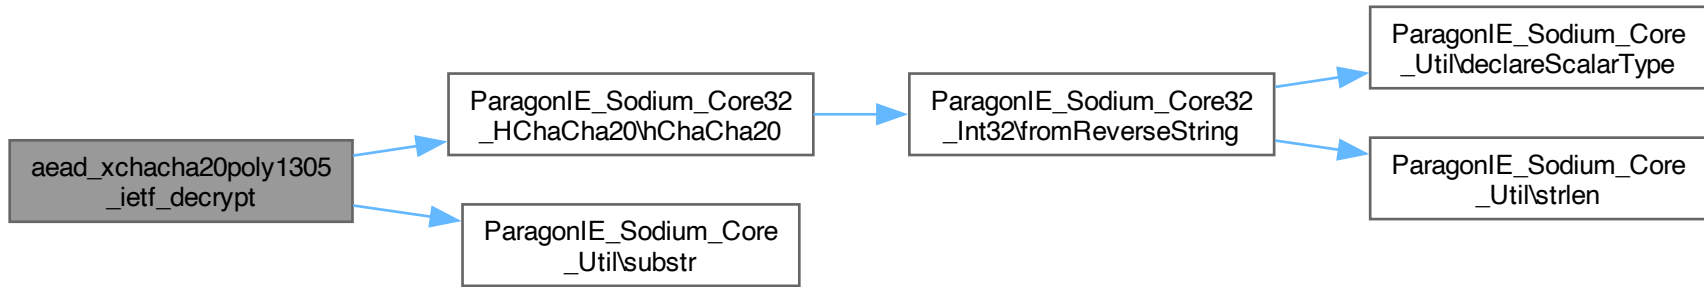 aead_xchacha20poly1305
_ietf_decrypt
ParagonIE_Sodium_Core32
_HChaCha20\hChaCha20
ParagonIE_Sodium_Core
_Util\substr
ParagonIE_Sodium_Core32
_Int32\fromReverseString
ParagonIE_Sodium_Core
_Util\declareScalarType
ParagonIE_Sodium_Core
_Util\strlen